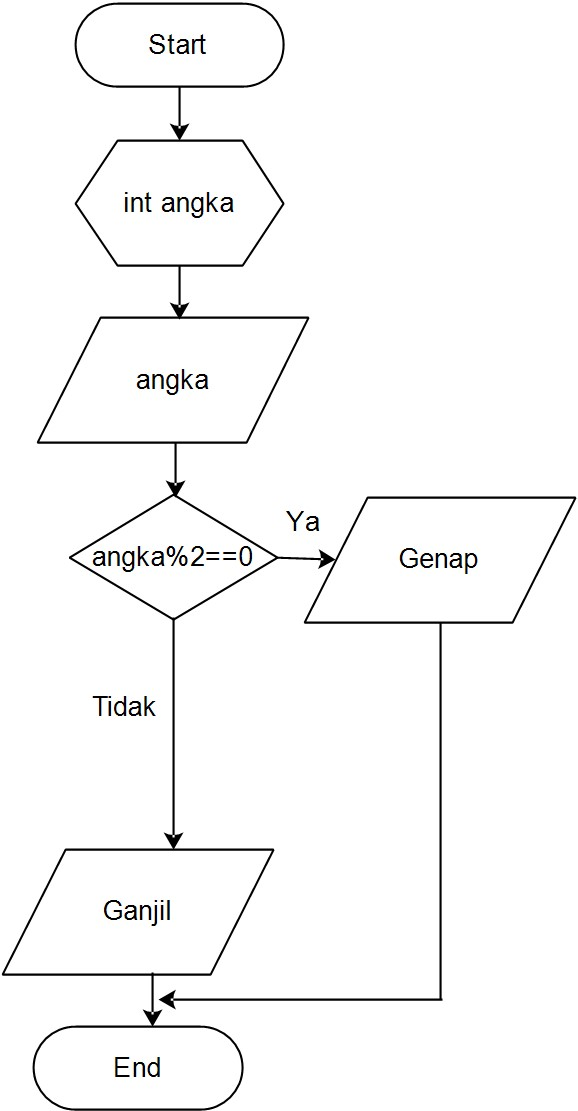 Start
int angka
angka
angka%2==0
Ya
Genap
Tidak
Ganjil
End